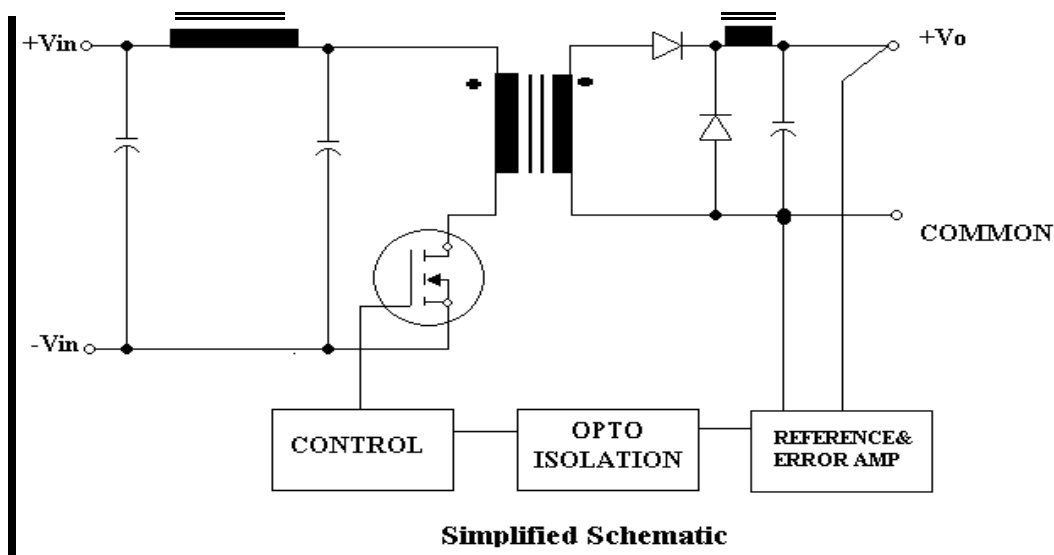 +Vin
+Vo
COMMON
-Vin
CONTROL
OPTO
ISOLATION
REFERENCE&
ERROR AMP
Simplified Schematic